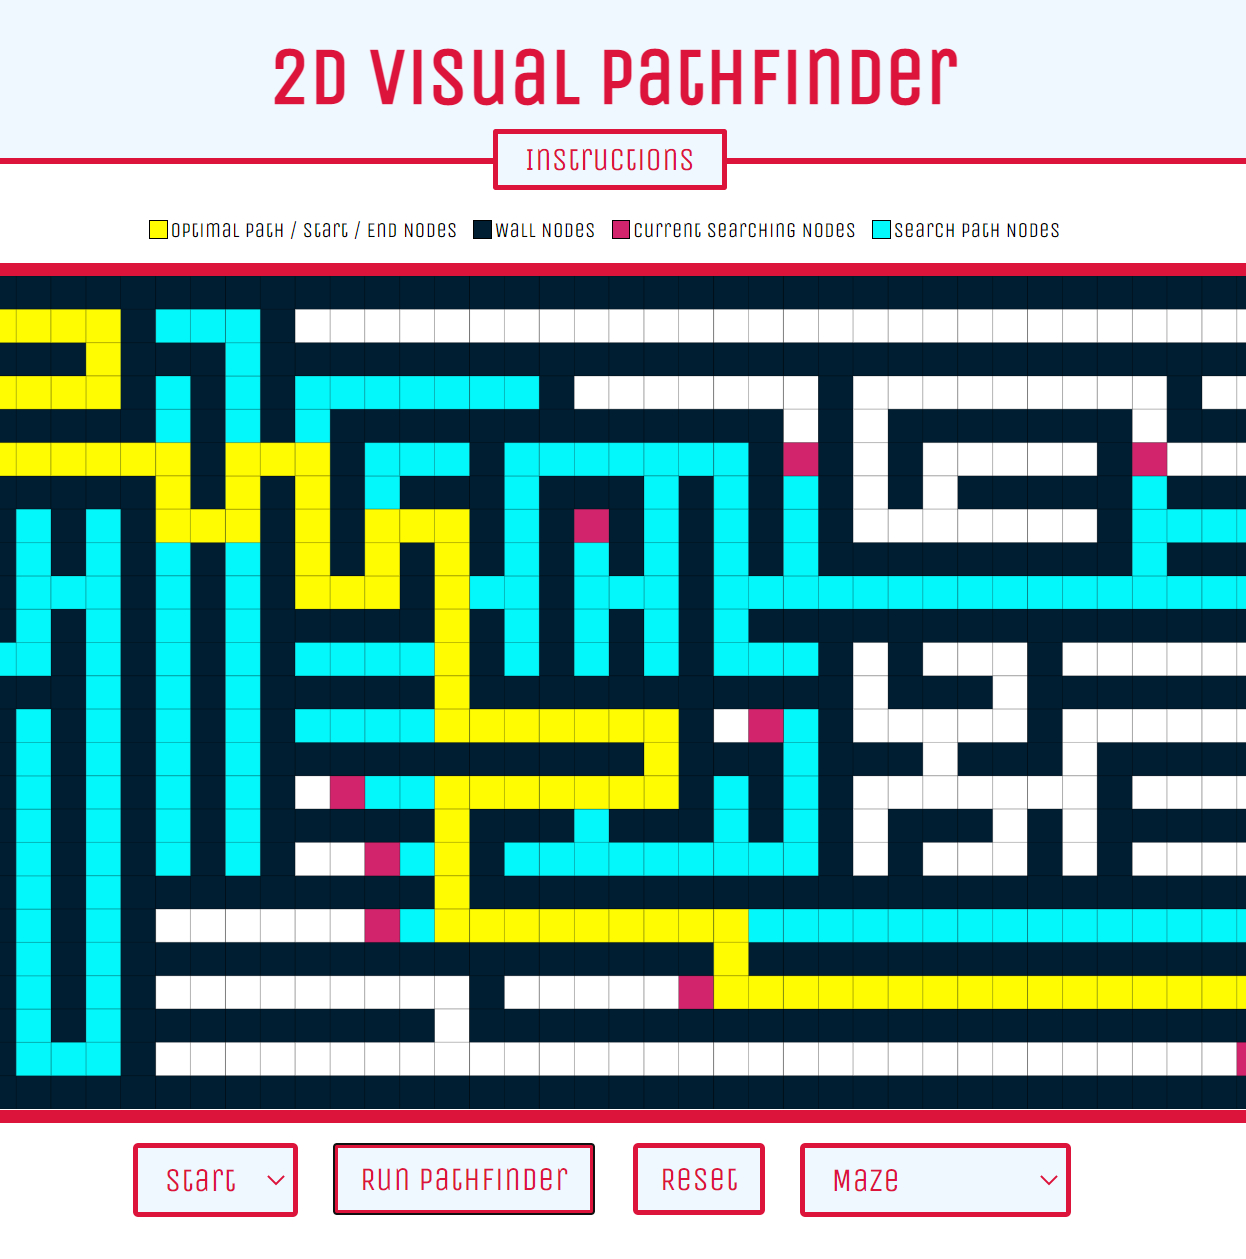 2D Visual Pathfinder
Instructions
Optimal Path / Start / End Nodes Wall Nodes Current Searching Nodes Search Path Nodes
Start Run Pathfinder Reset Maze